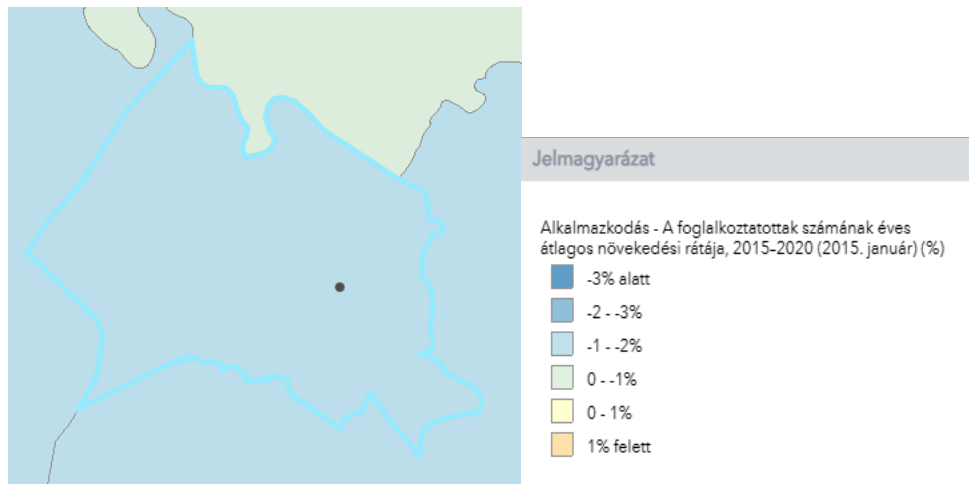 Jelmagyarázat
Alkalmazkodás - A foglalkoztatottak számának éves
átlagos növekedési rátája, 2015-2020 (2015. január) (%)
-3% alatt
-2 - -3%
-1 - -2%
0 - -1%
0 - 1%
1% felett